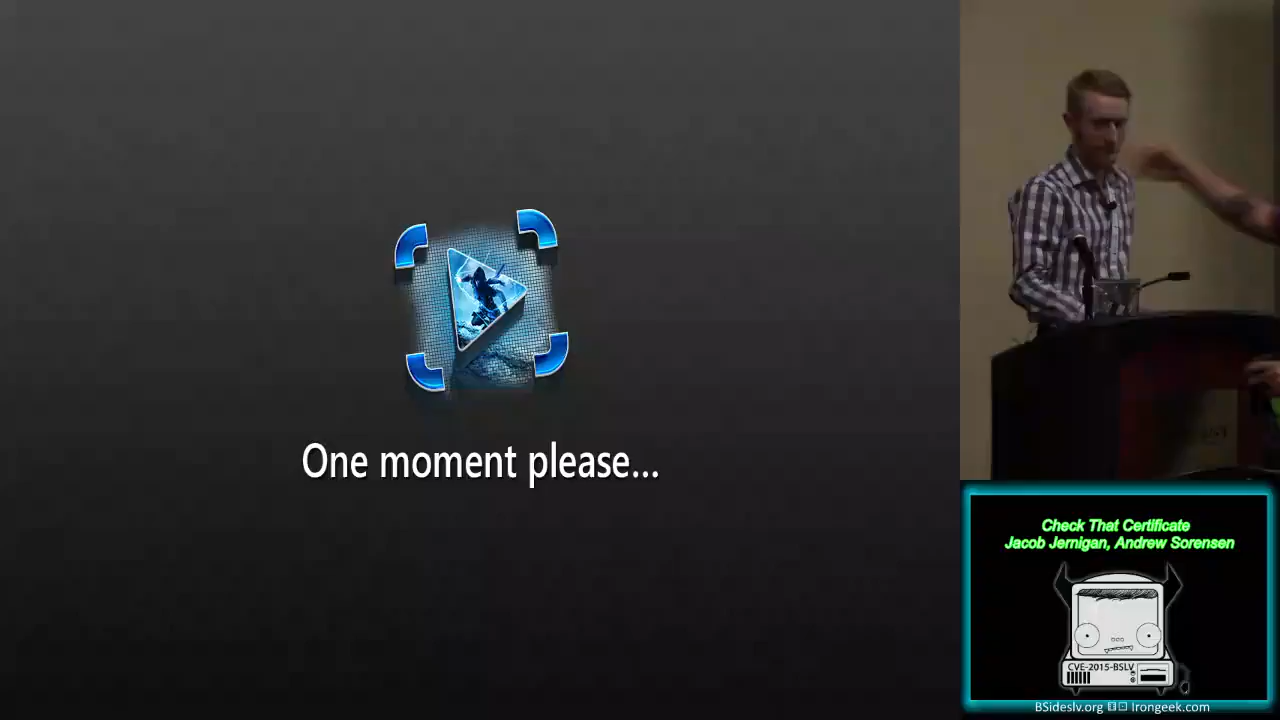 One moment please...
Check That Certificate
Jacob Jernigan, Andrew Sorensen
CVE-2015-BSLV
BSideslv.org Irongeek.com